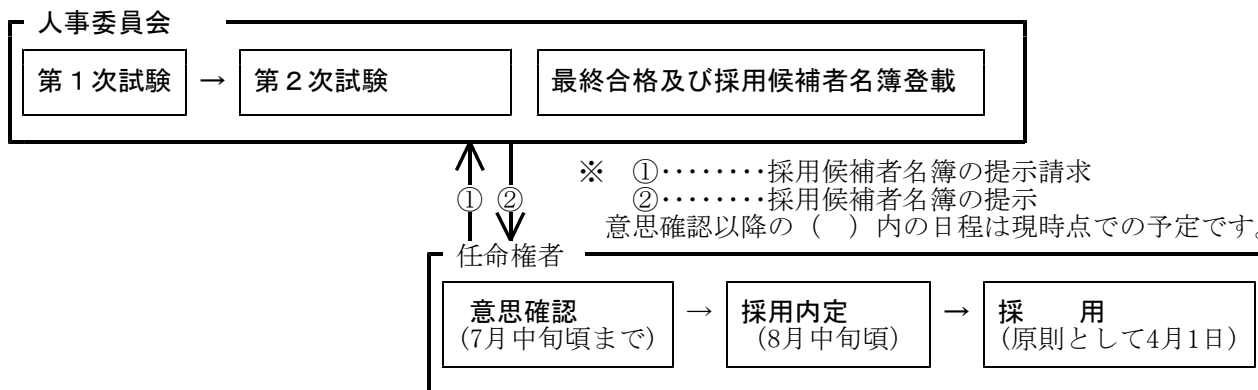 人事委員会
第1次試験 → 第2次試験 最終合格及び採用候補者名簿登載
① ②
※ ①‥‥‥‥採用候補者名簿の提示請求
②‥‥‥‥採用候補者名簿の提示
意思確認以降の（ ）内の日程は現時点での予定です。
任命権者
意思確認 → 採用内定 → 採 用
(7月中旬頃まで) (8月中旬頃) (原則として4月1日)